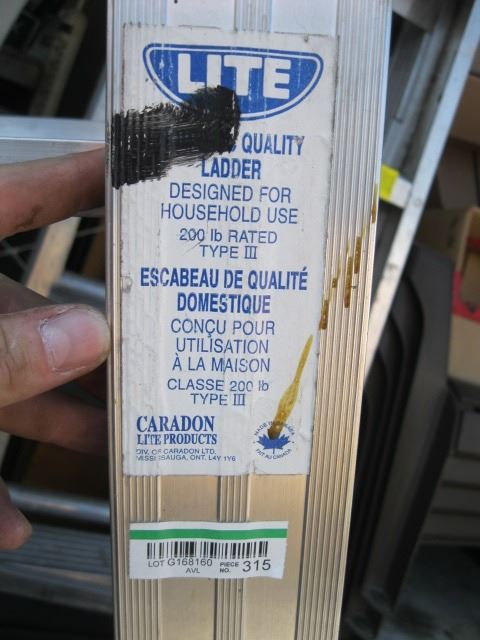 LITE
QUALITY
LADDER
DESIGNED FOR
HOUSEHOLD USE
200 lb RATED
TYPE III
ESCABEAU DE QUALITÉ
DOMESTIQUE
CONÇU POUR
UTILISATION
À LA MAISON
CLASSE 200 lb
TYPE III
CARADON
LITE PRODUCTS
DIV. OF CARADON LTD.
MISSISSAUGA, ONT. L4Y 1Y6
MADE IN
FAIT AU CANADA
LOT G168160 PIECE NO. 315
AVL